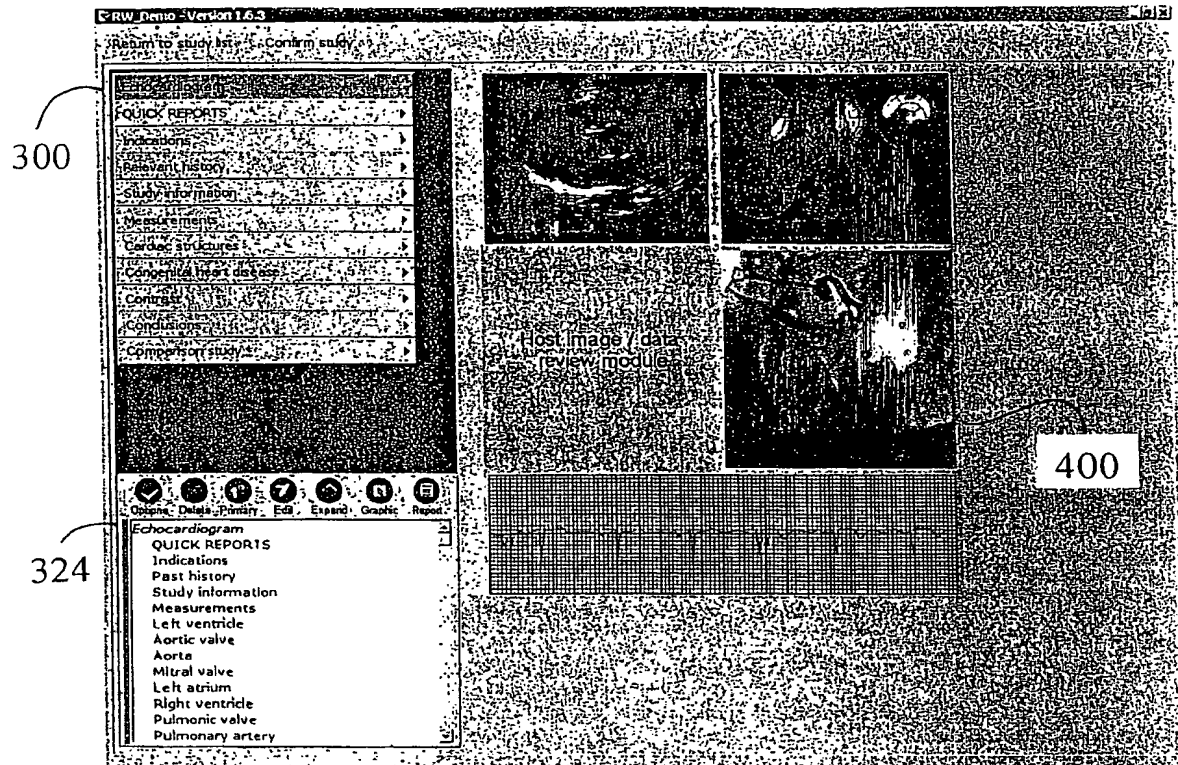 RW_Demo - Version 1.6.3
Return to study list Confirm study
Echocardiogram
QUICK REPORTS
Indications
Relevant history
Study information
Measurements
Cardiac structures
Congenital heart disease
Contrast
Conclusions
Comparison study
300
Host image / data
review module
400
Options Delete Primary Edit Expand Graphic Report
324
Echocardiogram
QUICK REPORTS
Indications
Past history
Study information
Measurements
Left ventricle
Aortic valve
Aorta
Mitral valve
Left atrium
Right ventricle
Pulmonic valve
Pulmonary artery